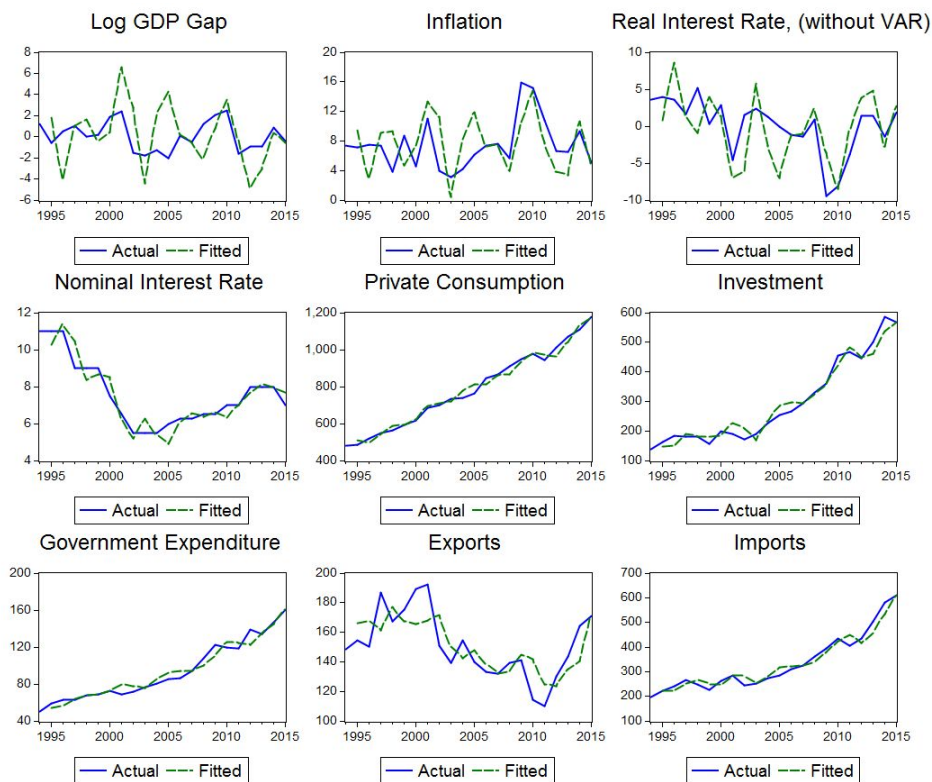 Log GDP Gap
8
6
4
2
0
-2
-4
-6
1995 2000 2005 2010 2015
Actual Fitted
Inflation
20
16
12
8
4
0
1995 2000 2005 2010 2015
Actual Fitted
Real Interest Rate, (without VAR)
10
5
0
-5
-10
1995 2000 2005 2010 2015
Actual Fitted
Nominal Interest Rate
12
10
8
6
4
1995 2000 2005 2010 2015
Actual Fitted
Private Consumption
1,200
1,000
800
600
400
1995 2000 2005 2010 2015
Actual Fitted
Investment
600
500
400
300
200
100
1995 2000 2005 2010 2015
Actual Fitted
Government Expenditure
200
160
120
80
40
1995 2000 2005 2010 2015
Actual Fitted
Exports
200
180
160
140
120
100
1995 2000 2005 2010 2015
Actual Fitted
Imports
700
600
500
400
300
200
100
1995 2000 2005 2010 2015
Actual Fitted